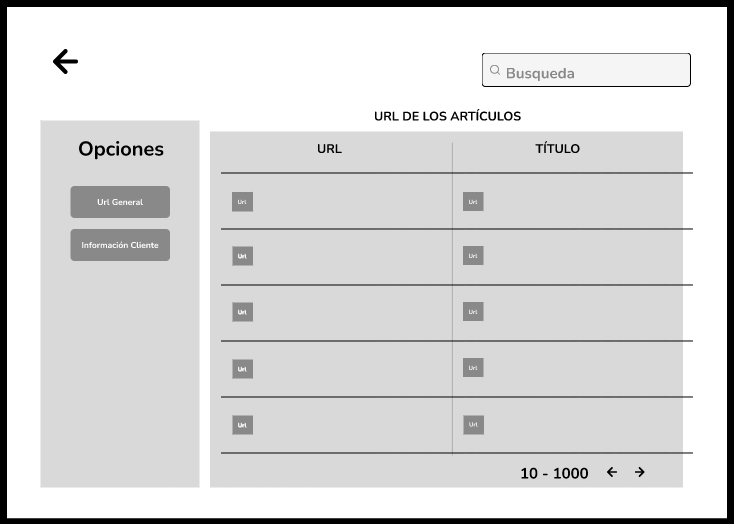 Busqueda
URL DE LOS ARTÍCULOS
Opciones
Url General
Información Cliente
URL TÍTULO
Url Url
Url Url
Url Url
Url Url
Url Url
10 - 1000